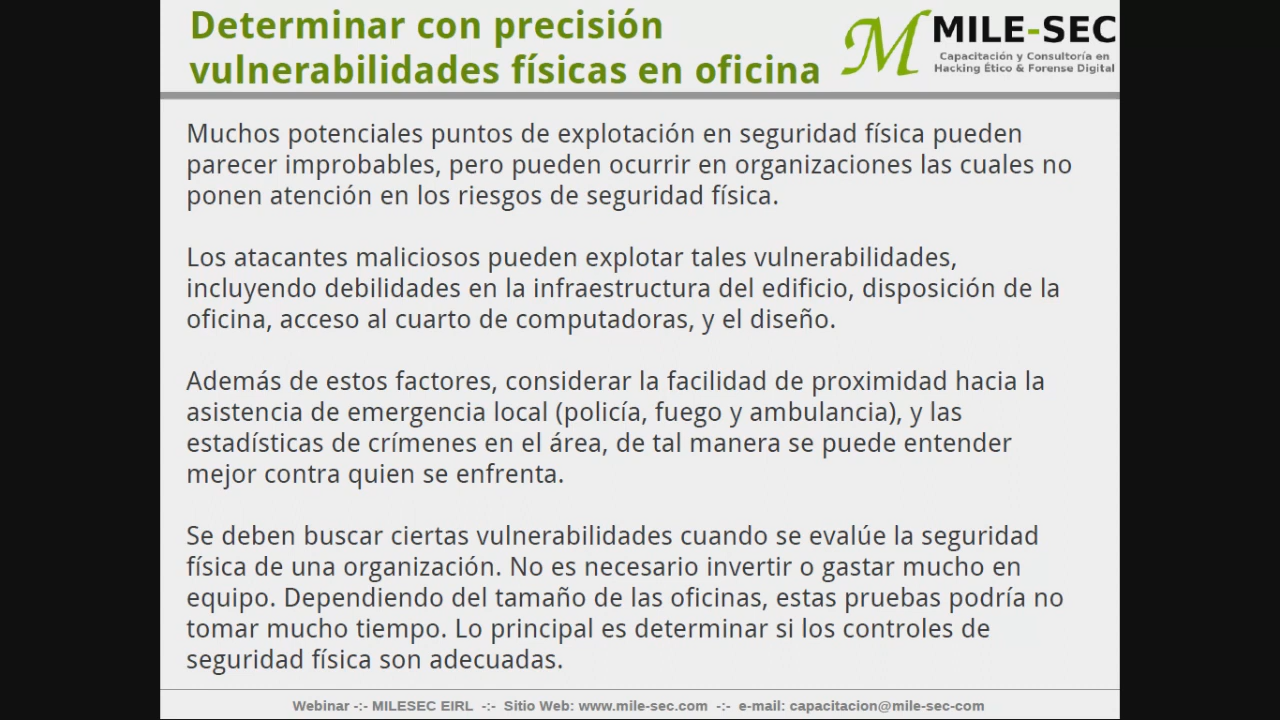 Determinar con precisión
vulnerabilidades físicas en oficina
M MILE-SEC
Capacitación y Consultoría en
Hacking Ético & Forense Digital
Muchos potenciales puntos de explotación en seguridad física pueden
parecer improbables, pero pueden ocurrir en organizaciones las cuales no
ponen atención en los riesgos de seguridad física.
Los atacantes maliciosos pueden explotar tales vulnerabilidades,
incluyendo debilidades en la infraestructura del edificio, disposición de la
oficina, acceso al cuarto de computadoras, y el diseño.
Además de estos factores, considerar la facilidad de proximidad hacia la
asistencia de emergencia local (policía, fuego y ambulancia), y las
estadísticas de crímenes en el área, de tal manera se puede entender
mejor contra quien se enfrenta.
Se deben buscar ciertas vulnerabilidades cuando se evalúe la seguridad
física de una organización. No es necesario invertir o gastar mucho en
equipo. Dependiendo del tamaño de las oficinas, estas pruebas podría no
tomar mucho tiempo. Lo principal es determinar si los controles de
seguridad física son adecuadas.
Webinar -:- MILESEC EIRL -:- Sitio Web: www.mile-sec.com -:- e-mail: capacitacion@mile-sec-com